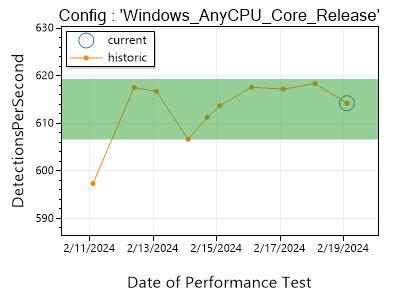 Config : 'Windows_AnyCPU_Core_Release'
630
current
historic
620
610
600
590
DetectionsPerSecond
2/11/2024 2/13/2024 2/15/2024 2/17/2024 2/19/2024
Date of Performance Test